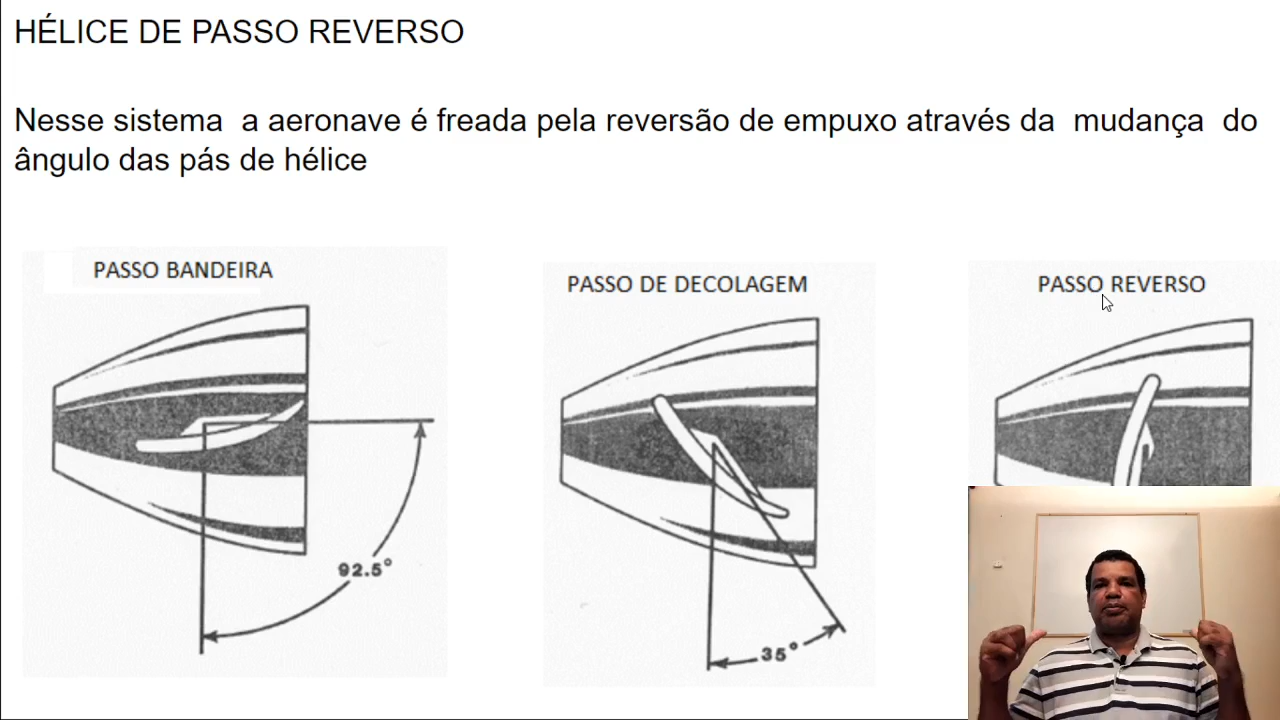 HÉLICE DE PASSO REVERSO
Nesse sistema a aeronave é freada pela reversão de empuxo através da mudança do
ângulo das pás de hélice
PASSO BANDEIRA
PASSO DE DECOLAGEM
PASSO REVERSO
92.5°
35°